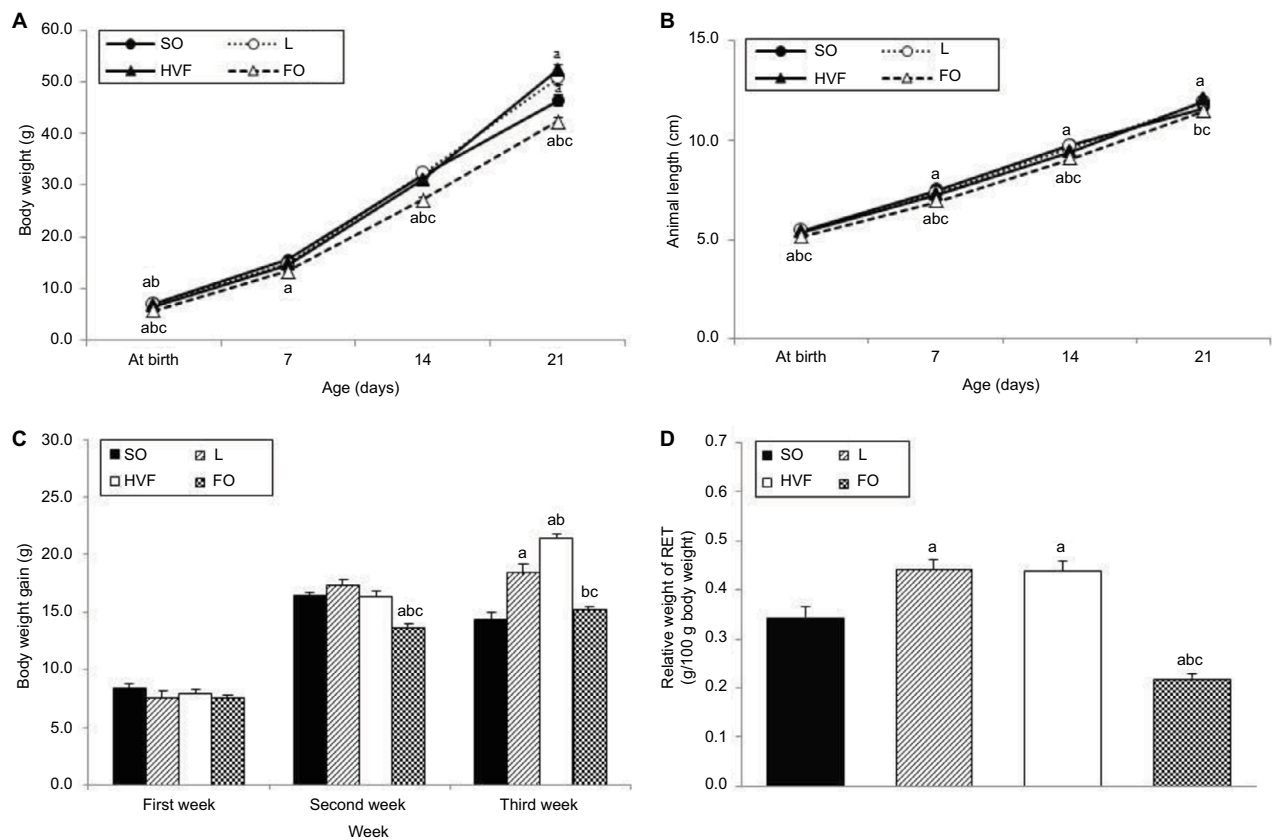 A
60.0
50.0
40.0
30.0
20.0
10.0
0.0
Body weight (g)
SO L
HVF FO
ab
abc
a
abc
a
a
abc
At birth 7 14 21
Age (days)
B
15.0
10.0
5.0
0.0
Animal length (cm)
SO L
HVF FO
abc
a
abc
a
abc
a
bc
At birth 7 14 21
Age (days)
C
30.0
25.0
20.0
15.0
10.0
5.0
0.0
Body weight gain (g)
SO L
HVF FO
abc
a
ab
bc
First week Second week Third week
Week
D
0.7
0.6
0.5
0.4
0.3
0.2
0.1
0.0
Relative weight of RET
(g/100 g body weight)
SO L
HVF FO
a
a
abc